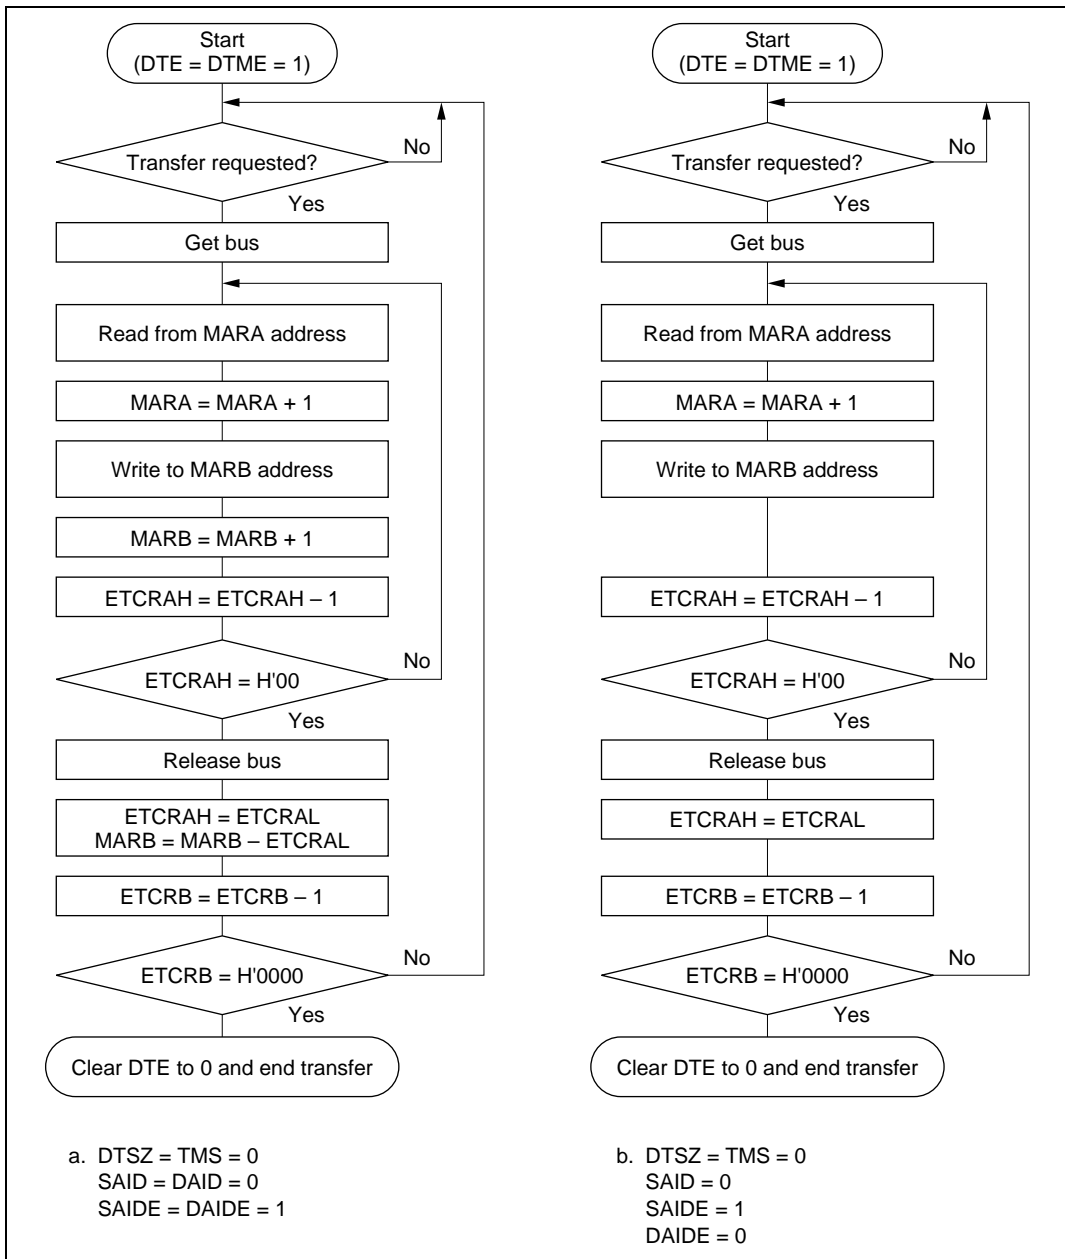 Start
(DTE = DTME = 1)
No
Transfer requested?
Yes
Get bus
Read from MARA address
MARA = MARA + 1
Write to MARB address
MARB = MARB + 1
ETCRAH = ETCRAH – 1
No
ETCRAH = H'00
Yes
Release bus
ETCRAH = ETCRAL
MARB = MARB – ETCRAL
ETCRB = ETCRB – 1
No
ETCRB = H'0000
Yes
Clear DTE to 0 and end transfer
a. DTSZ = TMS = 0
SAID = DAID = 0
SAIDE = DAIDE = 1
Start
(DTE = DTME = 1)
No
Transfer requested?
Yes
Get bus
Read from MARA address
MARA = MARA + 1
Write to MARB address
ETCRAH = ETCRAH – 1
No
ETCRAH = H'00
Yes
Release bus
ETCRAH = ETCRAL
ETCRB = ETCRB – 1
No
ETCRB = H'0000
Yes
Clear DTE to 0 and end transfer
b. DTSZ = TMS = 0
SAID = 0
SAIDE = 1
DAIDE = 0